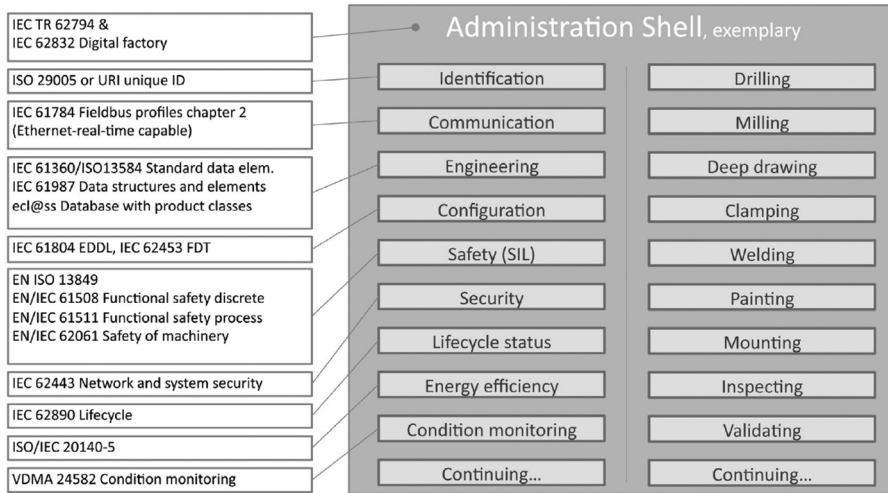 IEC TR 62794 &
IEC 62832 Digital factory
ISO 29005 or URI unique ID
IEC 61784 Fieldbus profiles chapter 2
(Ethernet-real-time capable)
IEC 61360/ISO13584 Standard data elem.
IEC 61987 Data structures and elements
ecl@ss Database with product classes
IEC 61804 EDDL, IEC 62453 FDT
EN ISO 13849
EN/IEC 61508 Functional safety discrete
EN/IEC 61511 Functional safety process
EN/IEC 62061 Safety of machinery
IEC 62443 Network and system security
IEC 62890 Lifecycle
ISO/IEC 20140-5
VDMA 24582 Condition monitoring
Administration Shell, exemplary
Identification
Communication
Engineering
Configuration
Safety (SIL)
Security
Lifecycle status
Energy efficiency
Condition monitoring
Continuing...
Drilling
Milling
Deep drawing
Clamping
Welding
Painting
Mounting
Inspecting
Validating
Continuing...